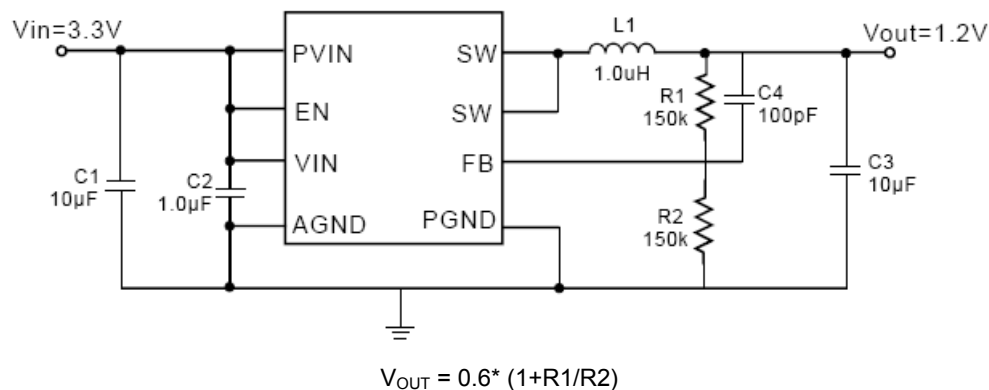 Vin=3.3V
Vout=1.2V
L1
1.0uH
PVIN
SW
EN
SW
VIN
FB
AGND
PGND
C1
10µF
C2
1.0µF
R1
150k
C4
100pF
R2
150k
C3
10µF
VOUT = 0.6* (1+R1/R2)